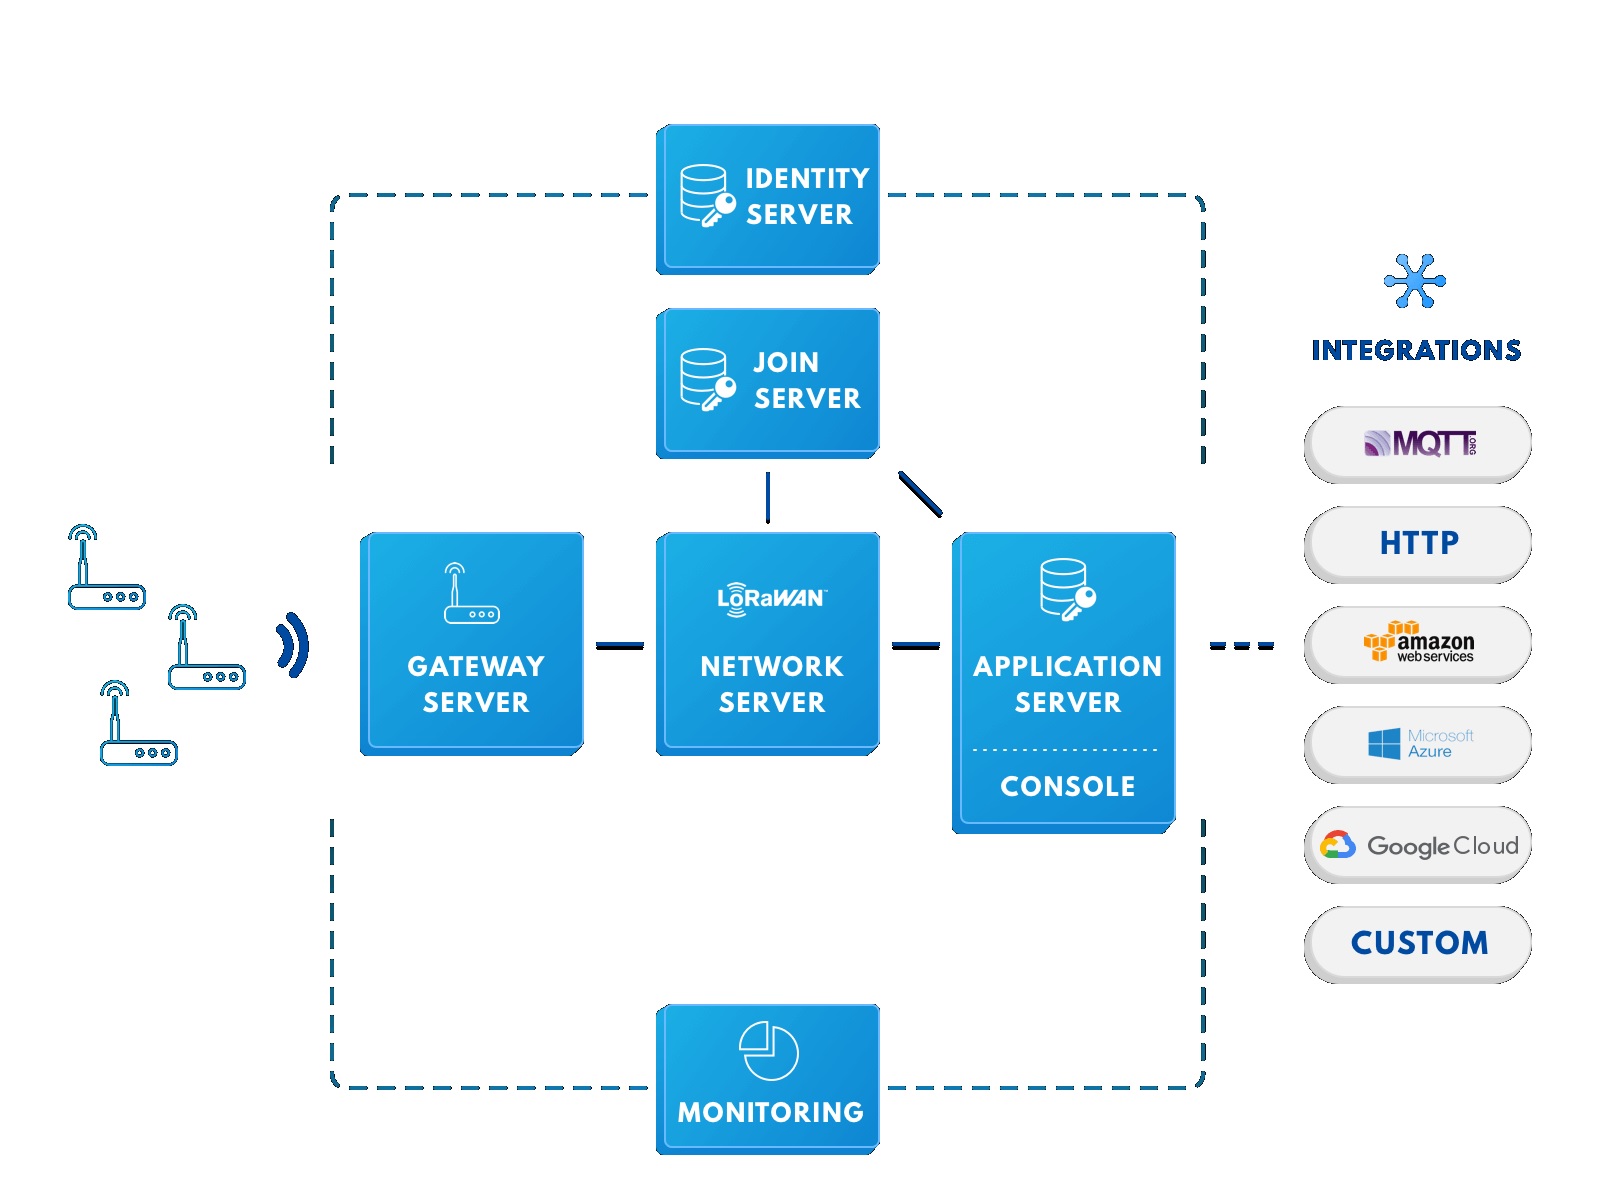 IDENTITY
SERVER
JOIN
SERVER
INTEGRATIONS
MQTT.ORG
HTTP
LoRaWAN™
GATEWAY
SERVER
NETWORK
SERVER
APPLICATION
SERVER
CONSOLE
amazon
web services
Microsoft
Azure
Google Cloud
CUSTOM
MONITORING